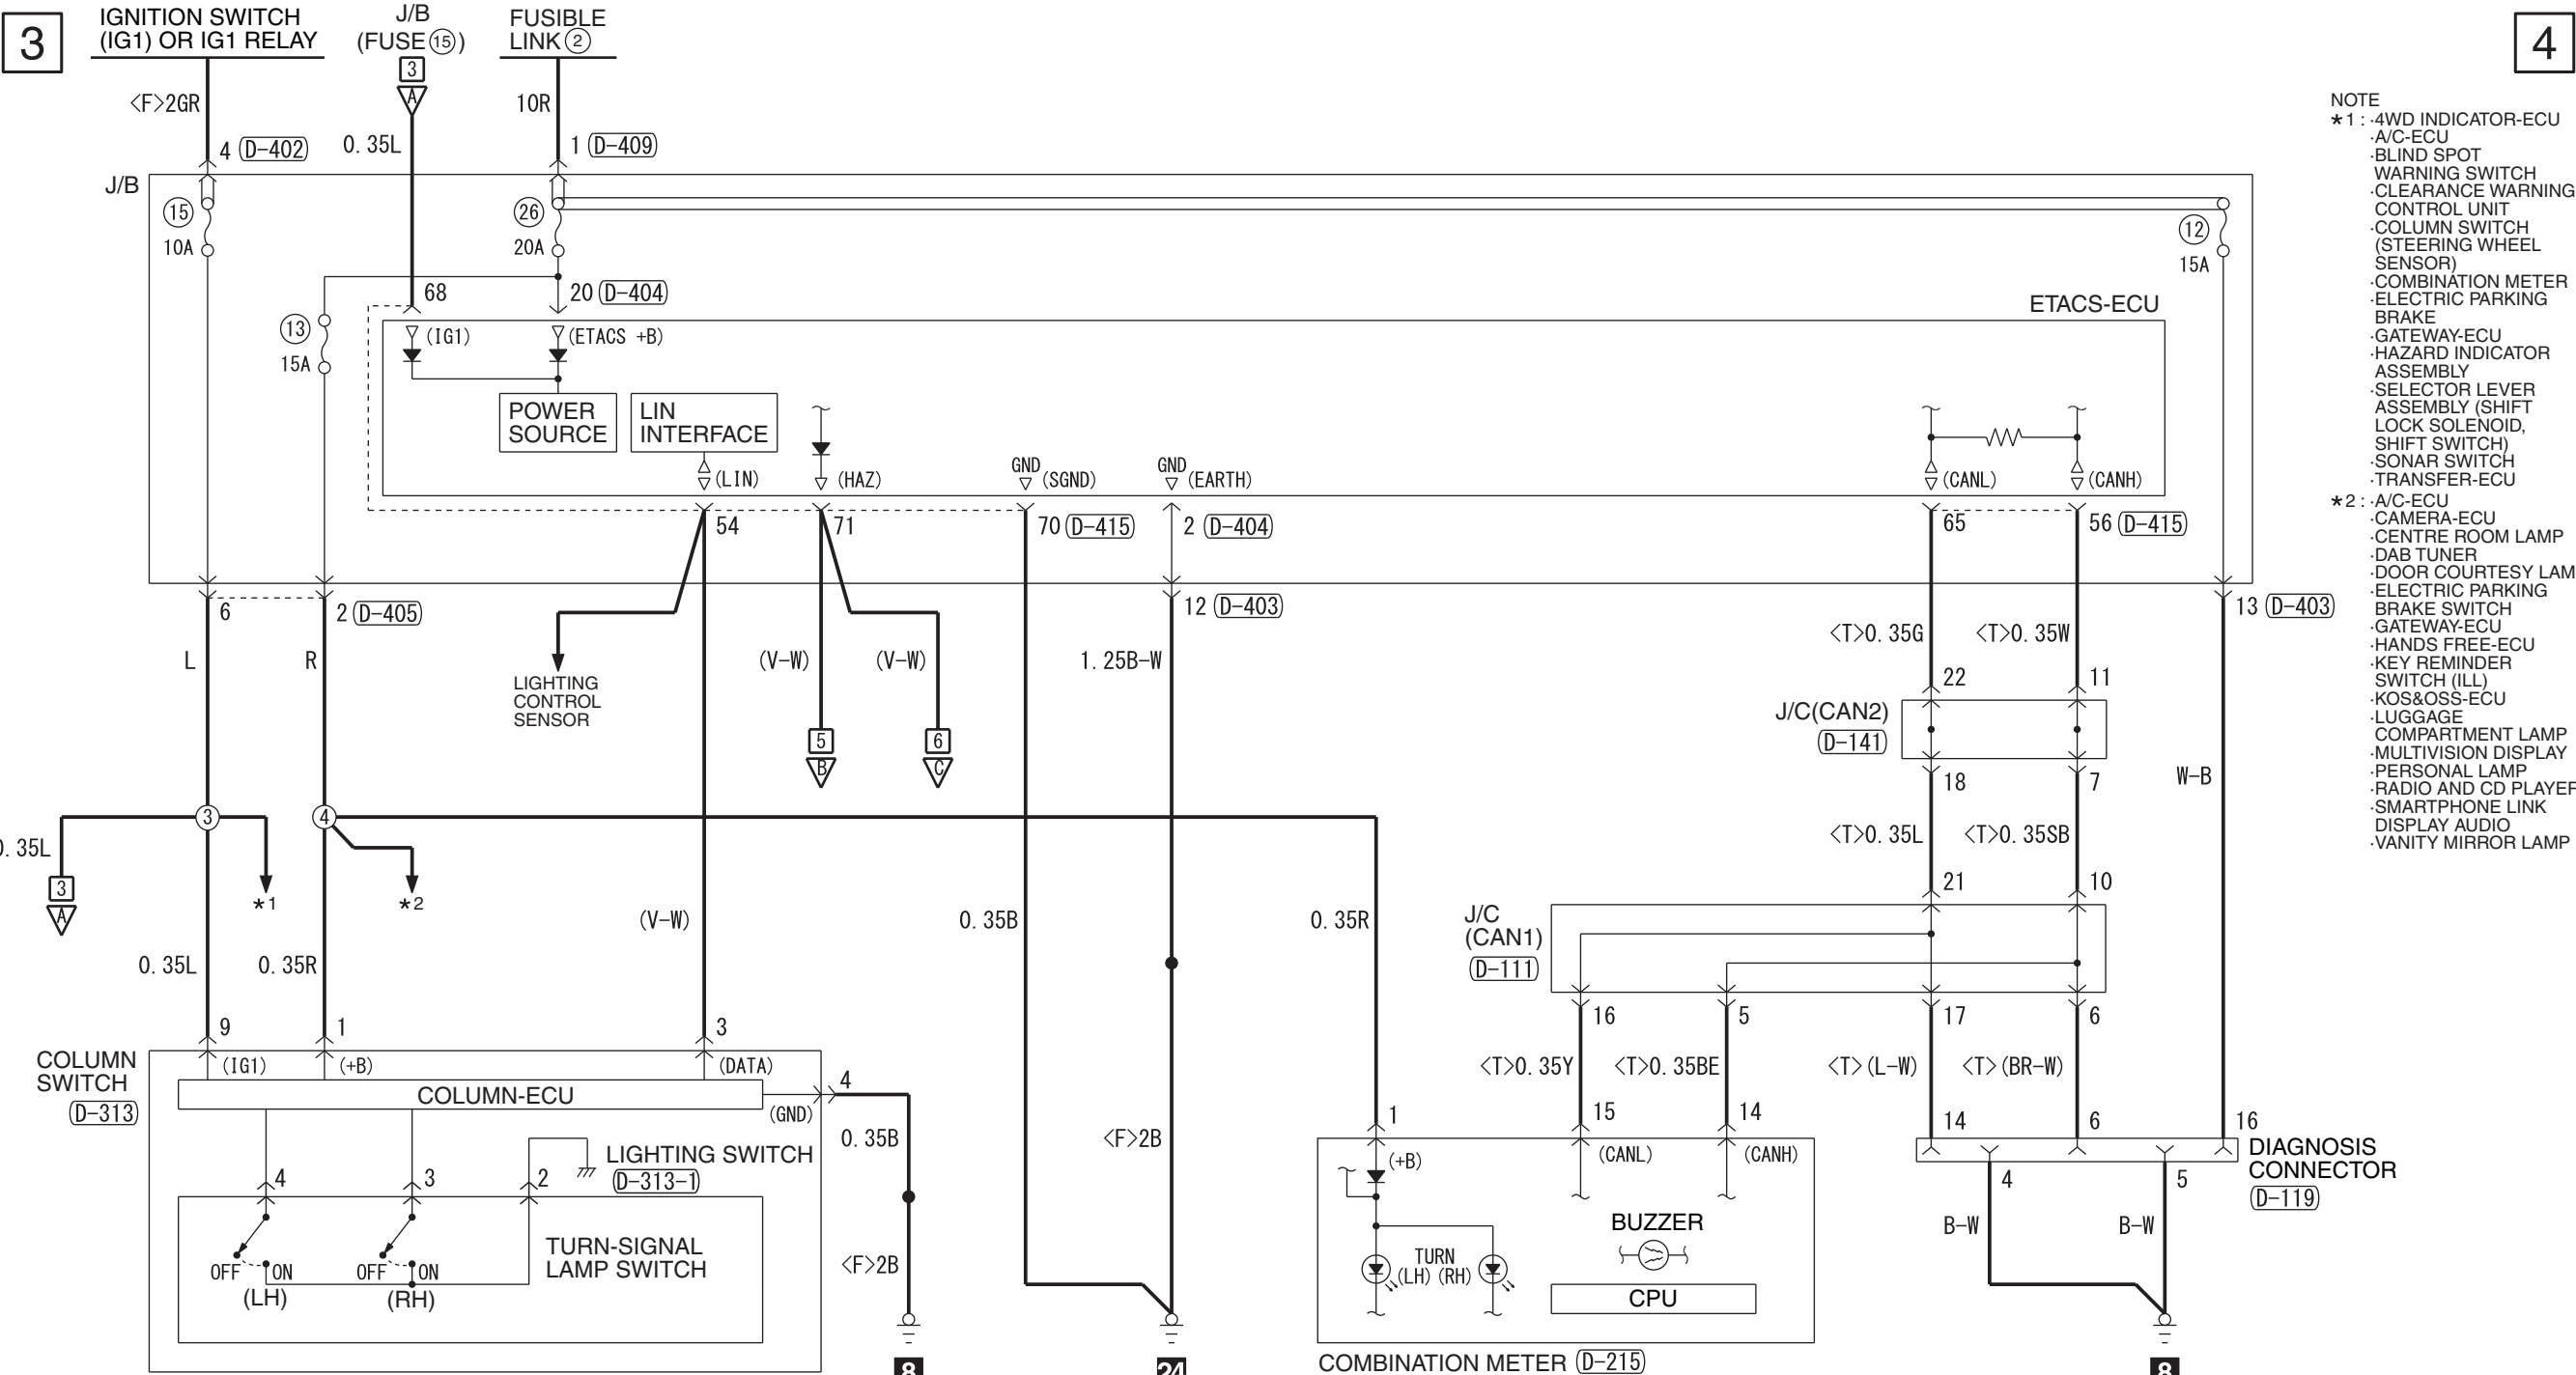 3
IGNITION SWITCH
(IG1) OR IG1 RELAY
J/B
(FUSE 15)
3
A
FUSIBLE
LINK 2
4
<F>2GR
0.35L
10R
4 (D-402)
1 (D-409)
J/B
15
10A
26
20A
12
15A
13
15A
68
20 (D-404)
ETACS-ECU
(IG1)
(ETACS +B)
POWER
SOURCE
LIN
INTERFACE
(LIN)
(HAZ)
GND
(SGND)
GND
(EARTH)
(CANL)
(CANH)
54
71
70 (D-415)
2 (D-404)
65
56 (D-415)
6
2 (D-405)
12 (D-403)
13 (D-403)
L
R
LIGHTING
CONTROL
SENSOR
(V-W)
(V-W)
1.25B-W
<T>0.35G
<T>0.35W
22
11
5
B
6
C
J/C(CAN2)
(D-141)
18
7
W-B
3
4
<T>0.35L
<T>0.35SB
0.35L
3
A
*1
*2
21
10
(V-W)
0.35B
0.35R
J/C
(CAN1)
(D-111)
0.35L
0.35R
16
5
17
6
9
1
3
COLUMN
SWITCH
(D-313)
(IG1)
(+B)
(DATA)
COLUMN-ECU
4
(GND)
0.35B
<F>2B
<T>0.35Y
<T>0.35BE
<T>(L-W)
<T>(BR-W)
1
15
14
14
6
16
DIAGNOSIS
CONNECTOR
(D-119)
4
5
B-W
B-W
LIGHTING SWITCH
(D-313-1)
4
3
2
TURN-SIGNAL
LAMP SWITCH
OFF
ON
(LH)
OFF
ON
(RH)
<F>2B
(+B)
(CANL)
(CANH)
BUZZER
TURN
(LH) (RH)
CPU
COMBINATION METER (D-215)
8
24
8
NOTE
*1 : ·4WD INDICATOR-ECU
·A/C-ECU
·BLIND SPOT
WARNING SWITCH
·CLEARANCE WARNING
CONTROL UNIT
·COLUMN SWITCH
(STEERING WHEEL
SENSOR)
·COMBINATION METER
·ELECTRIC PARKING
BRAKE
·GATEWAY-ECU
·HAZARD INDICATOR
ASSEMBLY
·SELECTOR LEVER
ASSEMBLY (SHIFT
LOCK SOLENOID,
SHIFT SWITCH)
·SONAR SWITCH
·TRANSFER-ECU
*2 : ·A/C-ECU
·CAMERA-ECU
·CENTRE ROOM LAMP
·DAB TUNER
·DOOR COURTESY LAM
·ELECTRIC PARKING
BRAKE SWITCH
·GATEWAY-ECU
·HANDS FREE-ECU
·KEY REMINDER
SWITCH (ILL)
·KOS&OSS-ECU
·LUGGAGE
COMPARTMENT LAMP
·MULTIVISION DISPLAY
·PERSONAL LAMP
·RADIO AND CD PLAYER
·SMARTPHONE LINK
DISPLAY AUDIO
·VANITY MIRROR LAMP